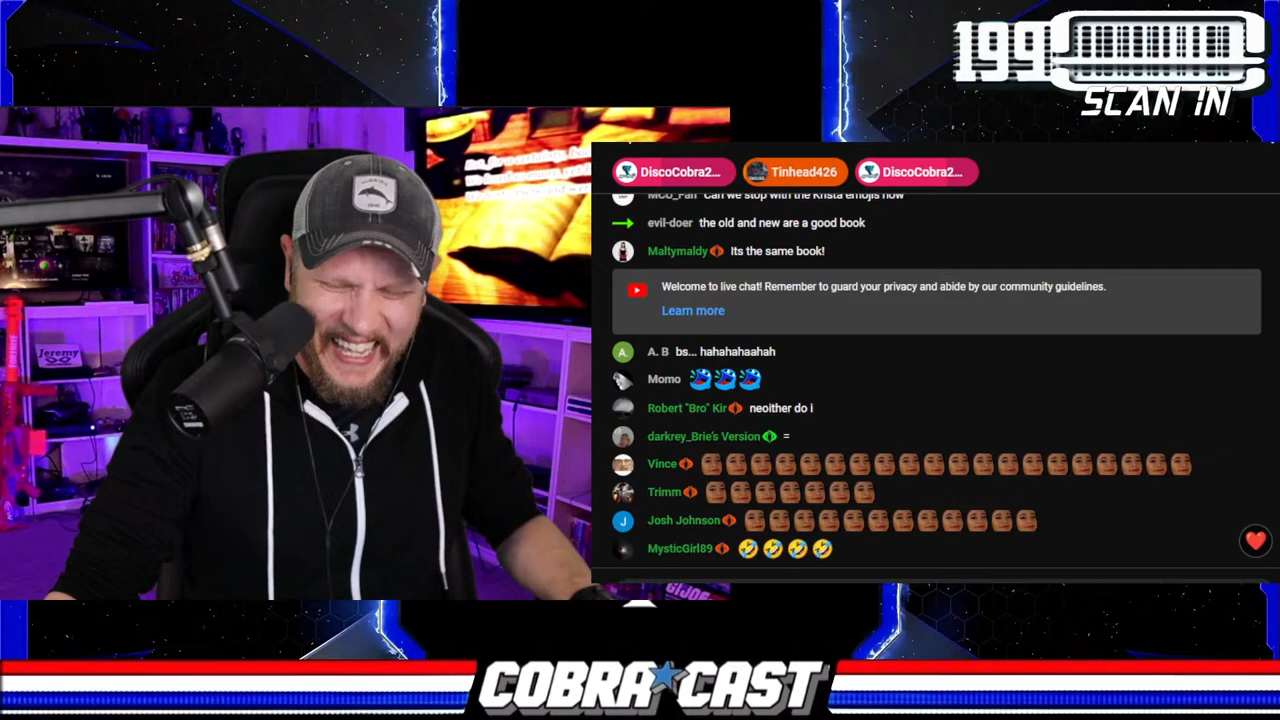 199
SCAN IN
DiscoCobra2... Tinhead426 DiscoCobra2...
MCU_Fan Can we stop with the Krista emojis now
evil-doer the old and new are a good book
Maltymaldy Its the same book!
Welcome to live chat! Remember to guard your privacy and abide by our community guidelines.
Learn more
A. B bs... hahahahaahah
Momo
Robert "Bro" Kir neoither do i
darkrey_Brie's Version =
Vince
Trimm
J Josh Johnson
MysticGirl89
Jeremy
COBRA CAST